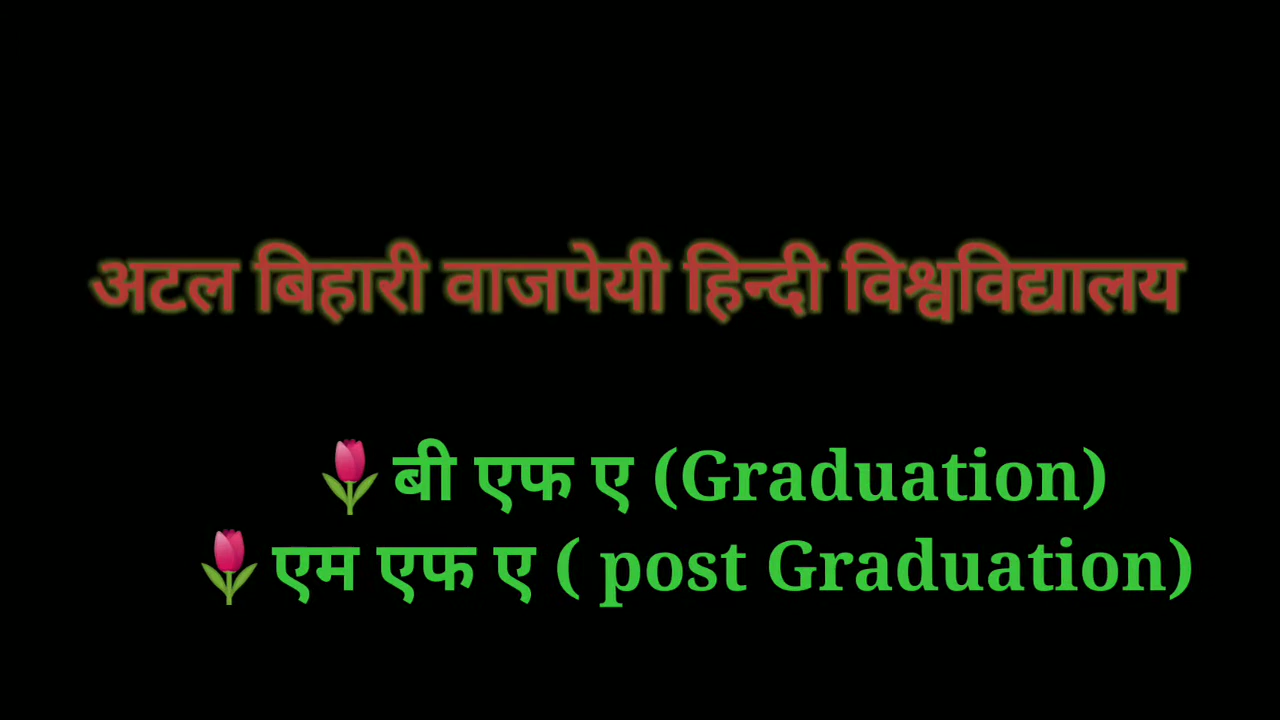 अटल बिहारी वाजपेयी हिन्दी विश्वविद्यालय
🌷बी एफ ए (Graduation)
🌷एम एफ ए ( post Graduation)